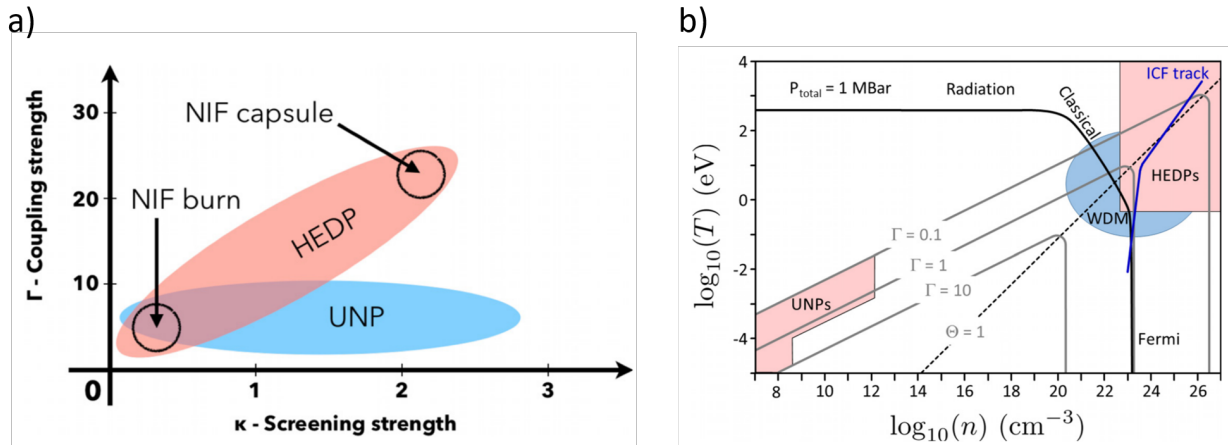 a)
30
20
10
0
1
2
3
NIF capsule
NIF burn
HEDP
UNP
Γ - Coupling strength
κ - Screening strength
b)
4
2
0
-2
-4
8
10
12
14
16
18
20
22
24
26
log₁₀(T) (eV)
log₁₀(n) (cm⁻³)
P_total = 1 MBar
Radiation
Classical
ICF track
HEDPs
WDM
UNPs
Γ = 0.1
Γ = 1
Γ = 10
Θ = 1
Fermi